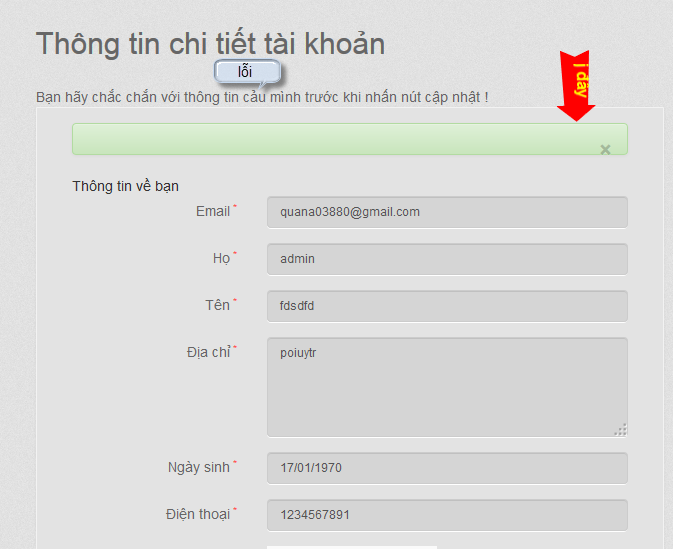 Thông tin chi tiết tài khoản
lỗi
ị đây
Bạn hãy chắc chắn với thông tin cảu mình trước khi nhấn nút cập nhật !
×
Thông tin về bạn
Email *
quana03880@gmail.com
Họ *
admin
Tên *
fdsdfd
Địa chỉ *
poiuytr
Ngày sinh *
17/01/1970
Điện thoại *
1234567891